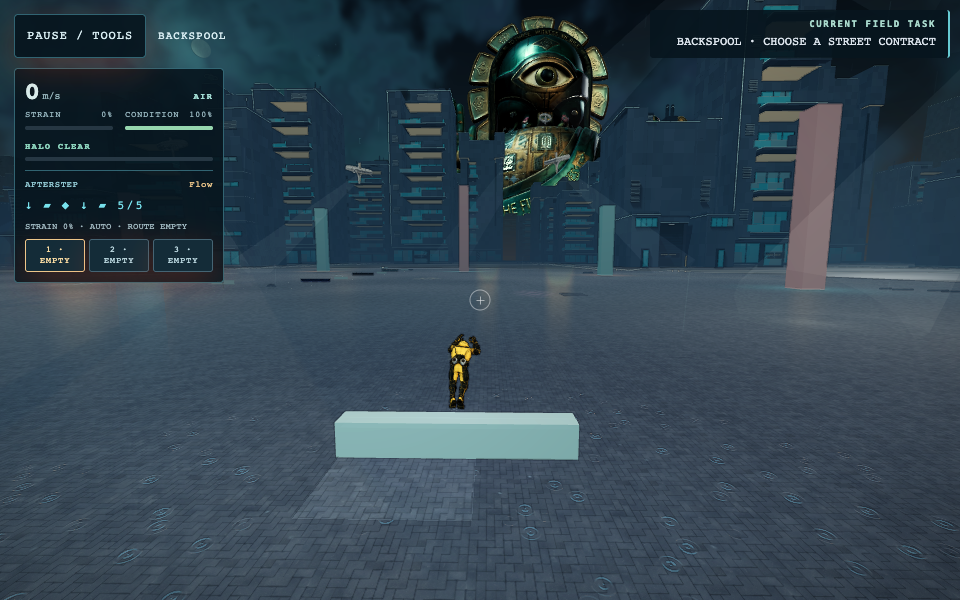 PAUSE / TOOLS
BACKSPOOL
CURRENT FIELD TASK
BACKSPOOL • CHOOSE A STREET CONTRACT
0 m/s
AIR
STRAIN 0%
CONDITION 100%
HALO CLEAR
AFTERSTEP
Flow
5/5
STRAIN 0% · AUTO · ROUTE EMPTY
1 · EMPTY
2 · EMPTY
3 · EMPTY